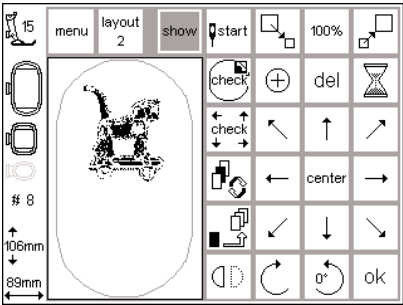 15
menu
layout
2
show
start
100%
check
del
check
# 8
center
106mm
89mm
0°
ok